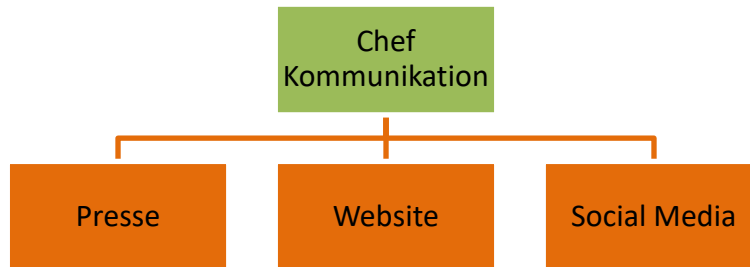 Chef
Kommunikation
Presse
Website
Social Media